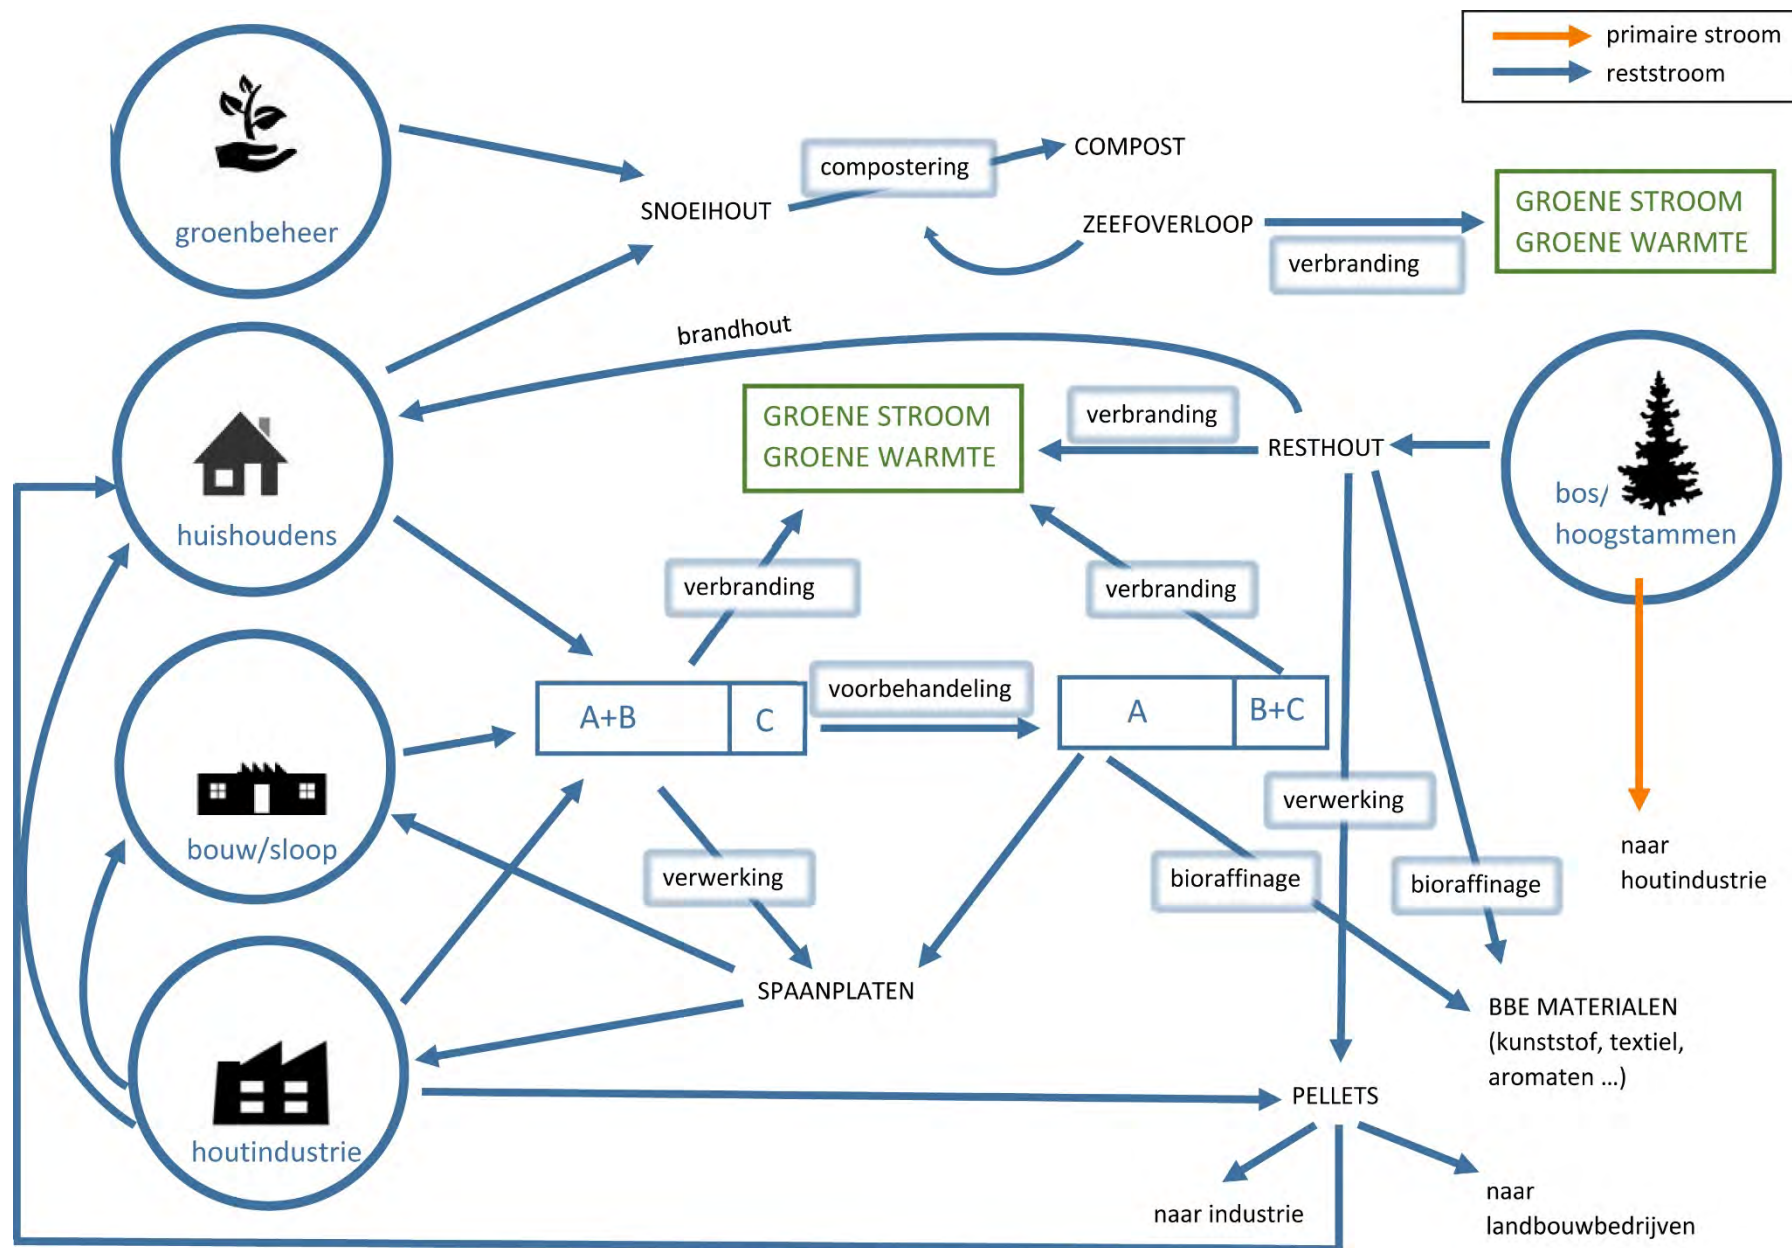 primaire stroom
reststroom
groenbeheer
SNOEIHOUT
compostering
COMPOST
ZEEFOVERLOOP
verbranding
GROENE STROOM
GROENE WARMTE
brandhout
huishoudens
GROENE STROOM
GROENE WARMTE
verbranding
RESTHOUT
bos/
hoogstammen
verbranding
verbranding
A+B
C
voorbehandeling
A
B+C
bouw/sloop
verwerking
verwerking
bioraffinage
bioraffinage
naar
houtindustrie
SPAANPLATEN
BBE MATERIALEN
(kunststof, textiel,
aromaten ...)
houtindustrie
PELLETS
naar industrie
naar
landbouwbedrijven